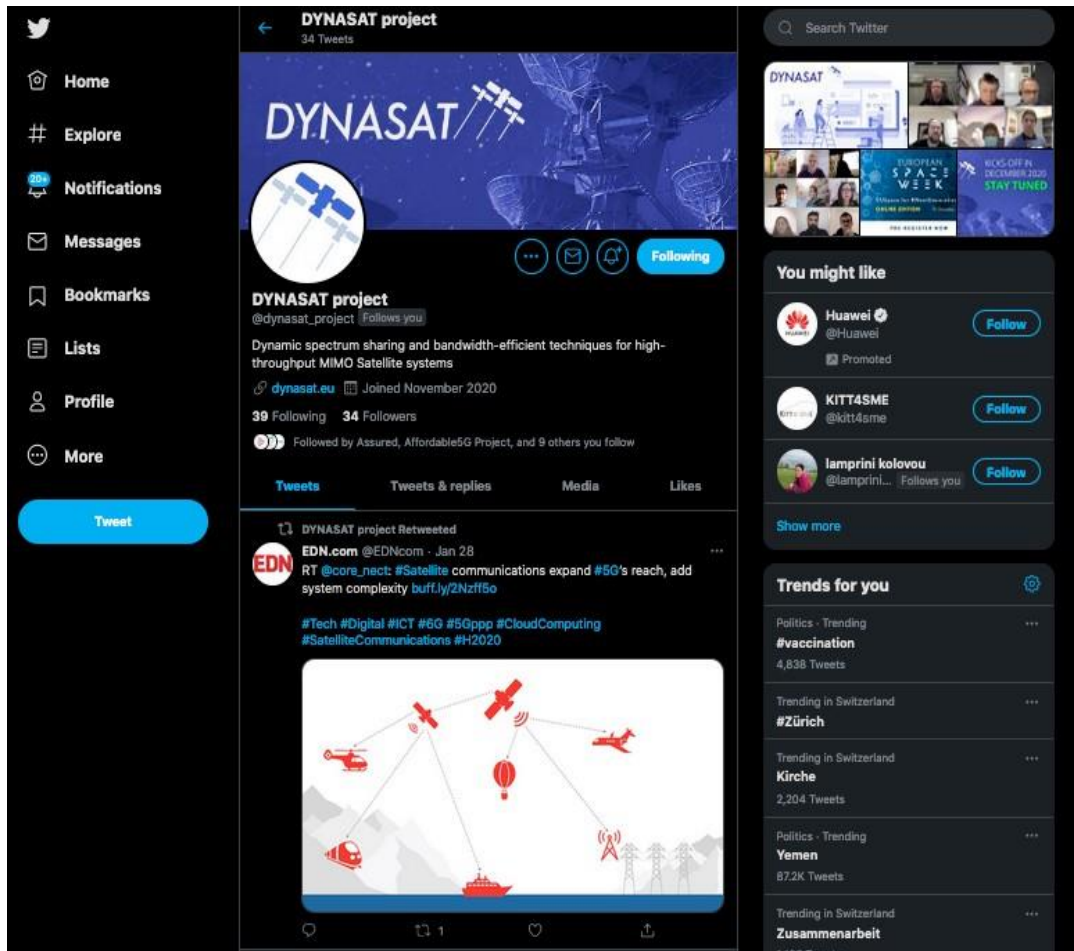 DYNASAT project
34 Tweets
Search Twitter
Home
Explore
20+
Notifications
Messages
Bookmarks
Lists
Profile
More
Tweet
DYNASAT
Following
DYNASAT project
@dynasat_project Follows you
Dynamic spectrum sharing and bandwidth-efficient techniques for high-
throughput MIMO Satellite systems
dynasat.eu Joined November 2020
39 Following 34 Followers
Followed by Assured, Affordable5G Project, and 9 others you follow
Tweets Tweets & replies Media Likes
DYNASAT project Retweeted
EDN
EDN.com @EDNcom · Jan 28
RT @core_nect: #Satellite communications expand #5G's reach, add
system complexity buff.ly/2Nzff5o
#Tech #Digital #ICT #6G #5Gppp #CloudComputing
#SatelliteCommunications #H2020
1
DYNASAT
EUROPEAN
SPACE
WEEK
ONLINE EDITION
PRE REGISTER NOW
KICKS-OFF IN
DECEMBER 2020
STAY TUNED
You might like
HUAWEI
Huawei
@Huawei
Follow
Promoted
KITT4SME
@kitt4sme
Follow
lamprini kolovou
@lamprini... Follows you
Follow
Show more
Trends for you
Politics · Trending
#vaccination
4,838 Tweets
Trending in Switzerland
#Zürich
Trending in Switzerland
Kirche
2,204 Tweets
Politics · Trending
Yemen
87.2K Tweets
Trending in Switzerland
Zusammenarbeit